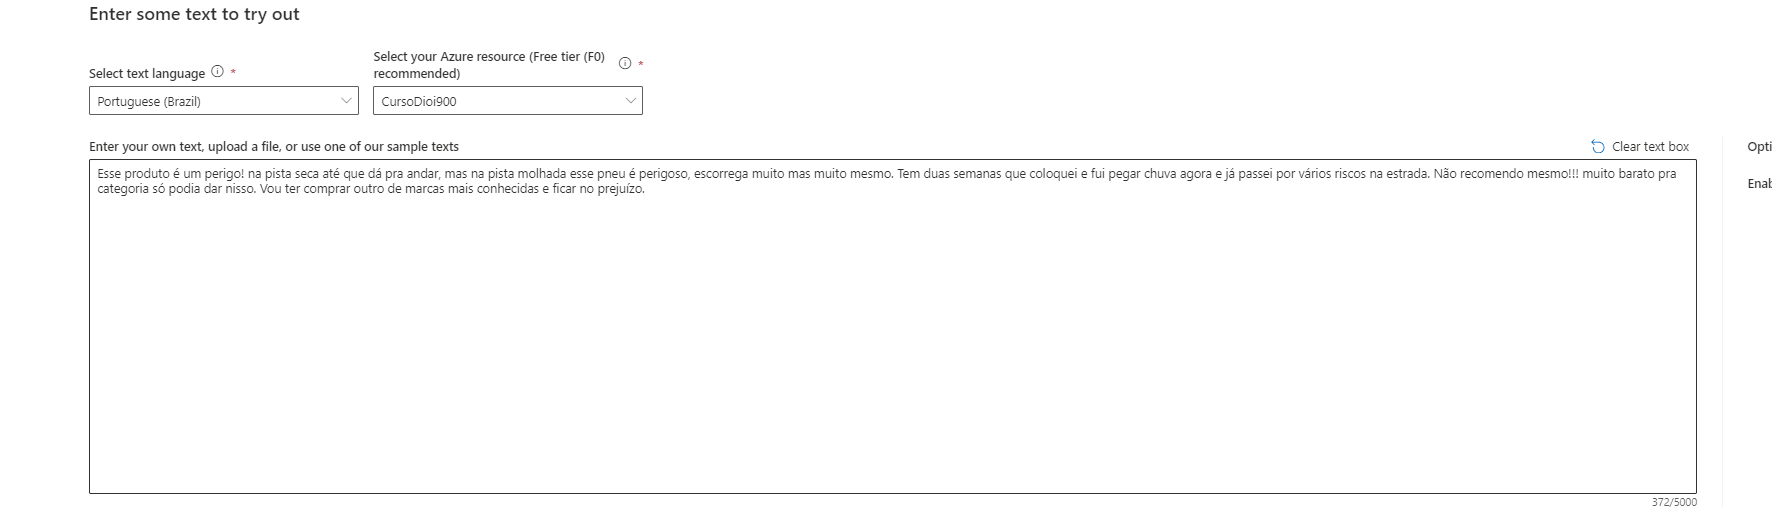 Enter some text to try out
Select your Azure resource (Free tier (F0)
Select text language * recommended) *
Portuguese (Brazil) CursoDioi900
Enter your own text, upload a file, or use one of our sample texts Clear text box Opti
Esse produto é um perigo! na pista seca até que dá pra andar, mas na pista molhada esse pneu é perigoso, escorrega muito mas muito mesmo. Tem duas semanas que coloquei e fui pegar chuva agora e já passei por vários riscos na estrada. Não recomendo mesmo!!! muito barato pra
categoria só podia dar nisso. Vou ter comprar outro de marcas mais conhecidas e ficar no prejuízo.
Enab
372/5000